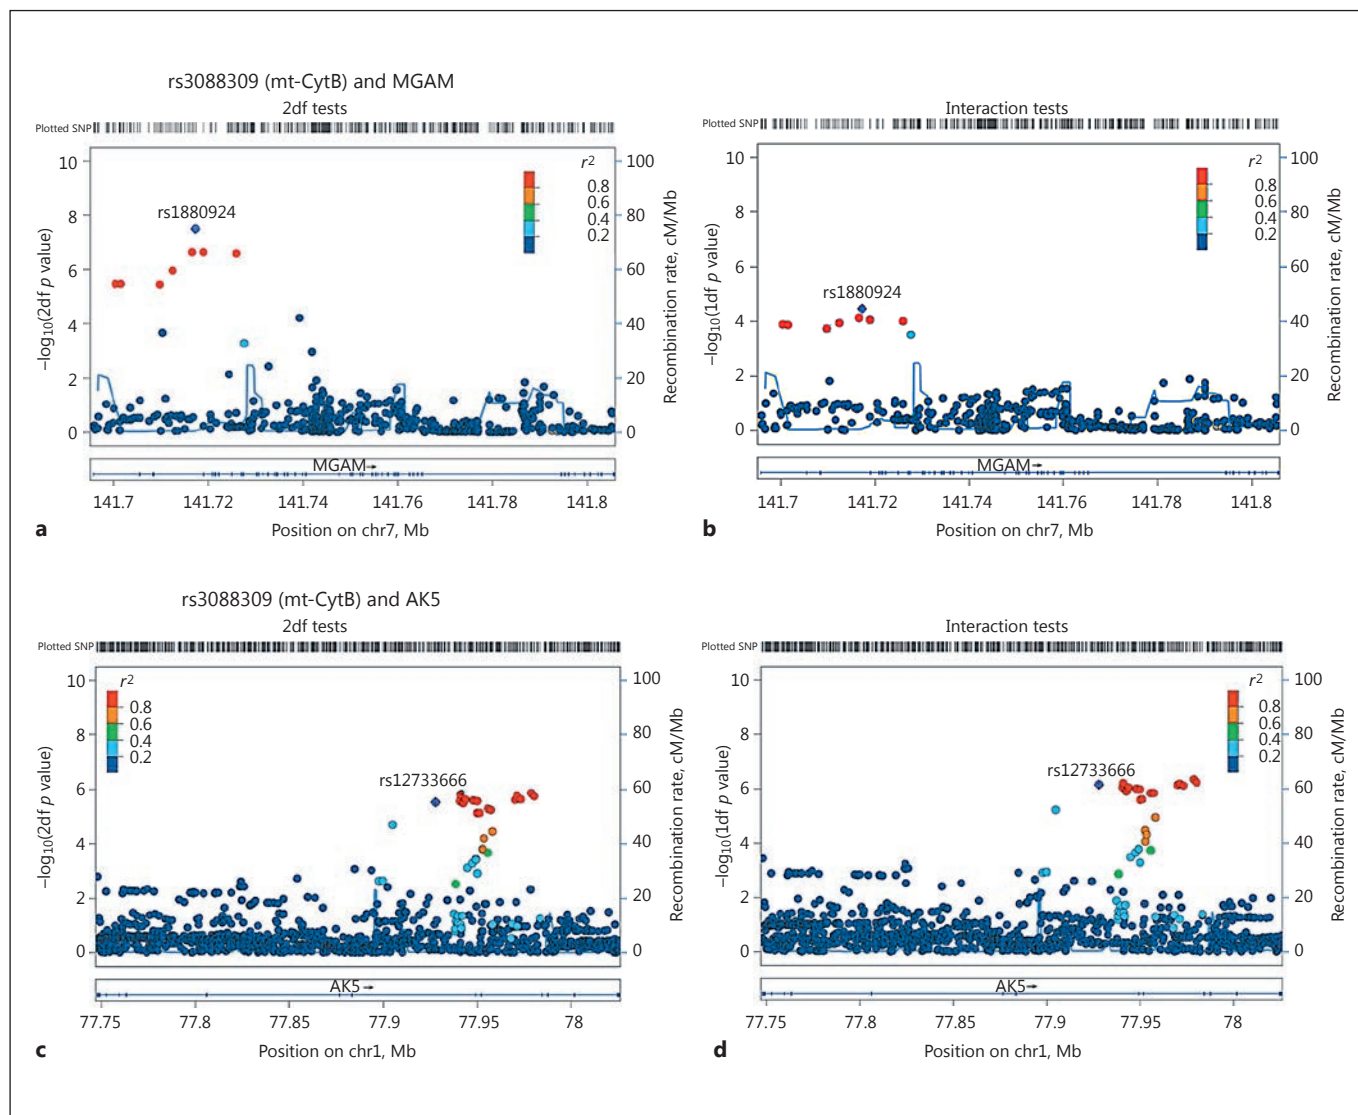 rs3088309 (mt-CytB) and MGAM
2df tests
Plotted SNP
10
8
6
4
2
0
−log10(2df p value)
rs1880924
r2
0.8
0.6
0.4
0.2
100
80
60
40
20
0
Recombination rate, cM/Mb
MGAM→
141.7 141.72 141.74 141.76 141.78 141.8
a
Position on chr7, Mb
Interaction tests
Plotted SNP
10
8
6
4
2
0
−log10(1df p value)
rs1880924
r2
0.8
0.6
0.4
0.2
100
80
60
40
20
0
Recombination rate, cM/Mb
MGAM→
141.7 141.72 141.74 141.76 141.78 141.8
b
Position on chr7, Mb
rs3088309 (mt-CytB) and AK5
2df tests
Plotted SNP
10
8
6
4
2
0
−log10(2df p value)
r2
0.8
0.6
0.4
0.2
rs12733666
100
80
60
40
20
0
Recombination rate, cM/Mb
AK5→
77.75 77.8 77.85 77.9 77.95 78
c
Position on chr1, Mb
Interaction tests
Plotted SNP
10
8
6
4
2
0
−log10(1df p value)
rs12733666
r2
0.8
0.6
0.4
0.2
100
80
60
40
20
0
Recombination rate, cM/Mb
AK5→
77.75 77.8 77.85 77.9 77.95 78
d
Position on chr1, Mb